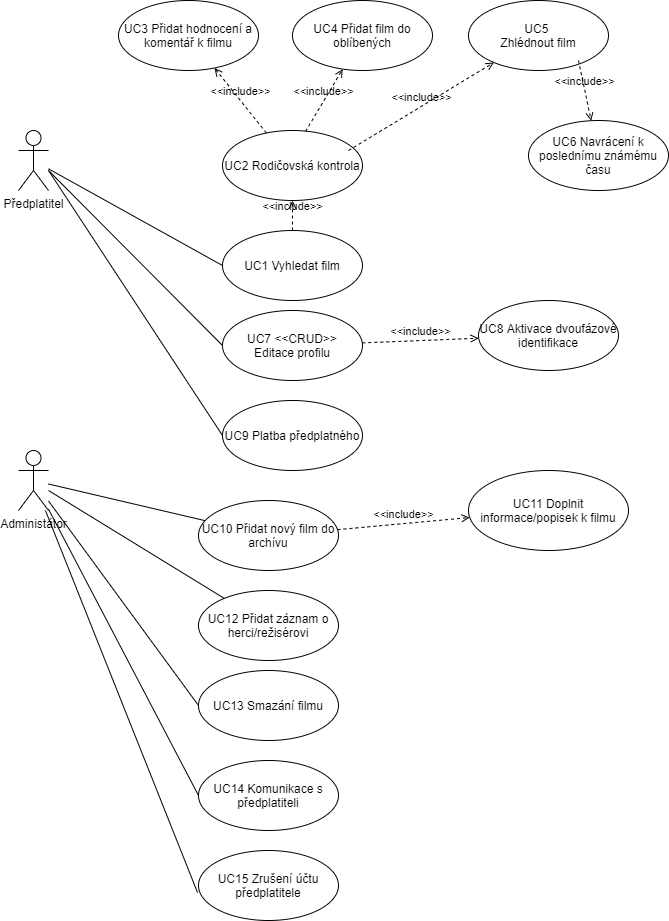 UC3 Přidat hodnocení a
komentář k filmu
UC4 Přidat film do
oblíbených
UC5
Zhlédnout film
<<include>>
<<include>>
<<include>>
<<include>>
UC6 Navrácení k
poslednímu známému
času
UC2 Rodičovská kontrola
Předplatitel
<<include>>
UC1 Vyhledat film
UC7 <<CRUD>>
Editace profilu
<<include>>
UC8 Aktivace dvoufázové
identifikace
UC9 Platba předplatného
Administátor
UC10 Přidat nový film do
archívu
<<include>>
UC11 Doplnit
informace/popisek k filmu
UC12 Přidat záznam o
herci/režisérovi
UC13 Smazání filmu
UC14 Komunikace s
předplatiteli
UC15 Zrušení účtu
předplatitele